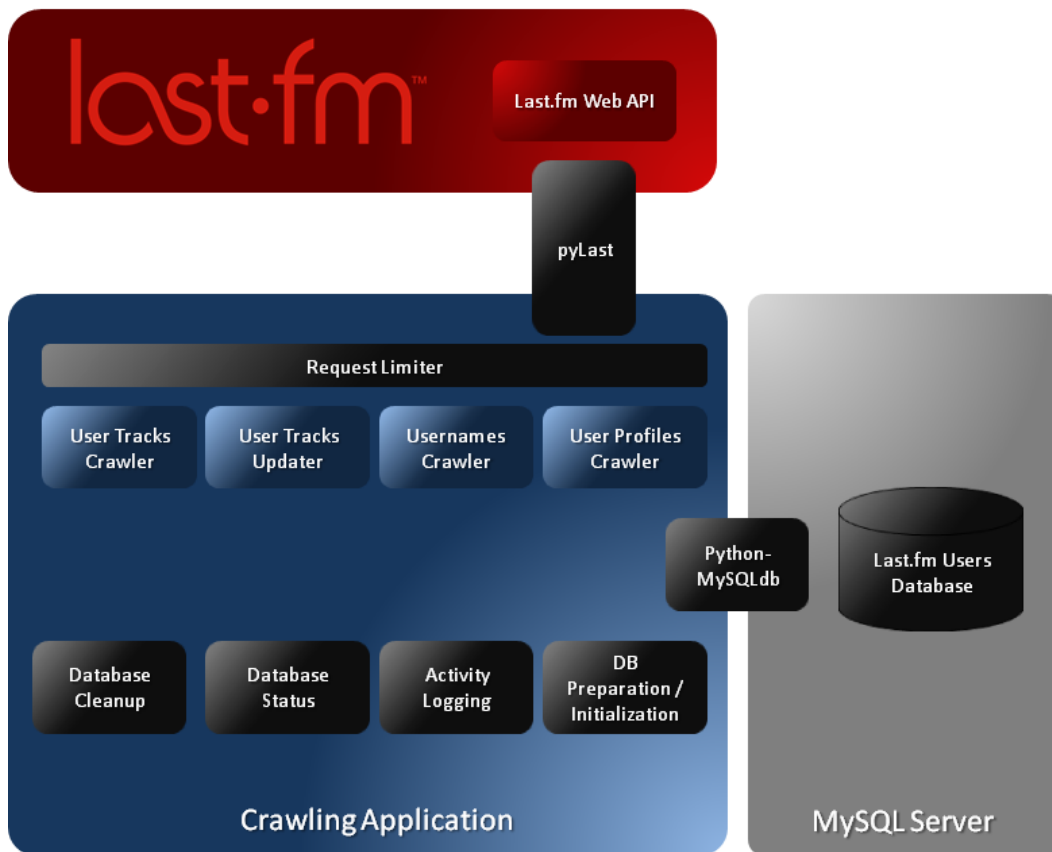 last.fm™
Last.fm Web API
pyLast
Request Limiter
User Tracks
Crawler
User Tracks
Updater
Usernames
Crawler
User Profiles
Crawler
Python-
MySQLdb
Last.fm Users
Database
Database
Cleanup
Database
Status
Activity
Logging
DB
Preparation /
Initialization
Crawling Application
MySQL Server